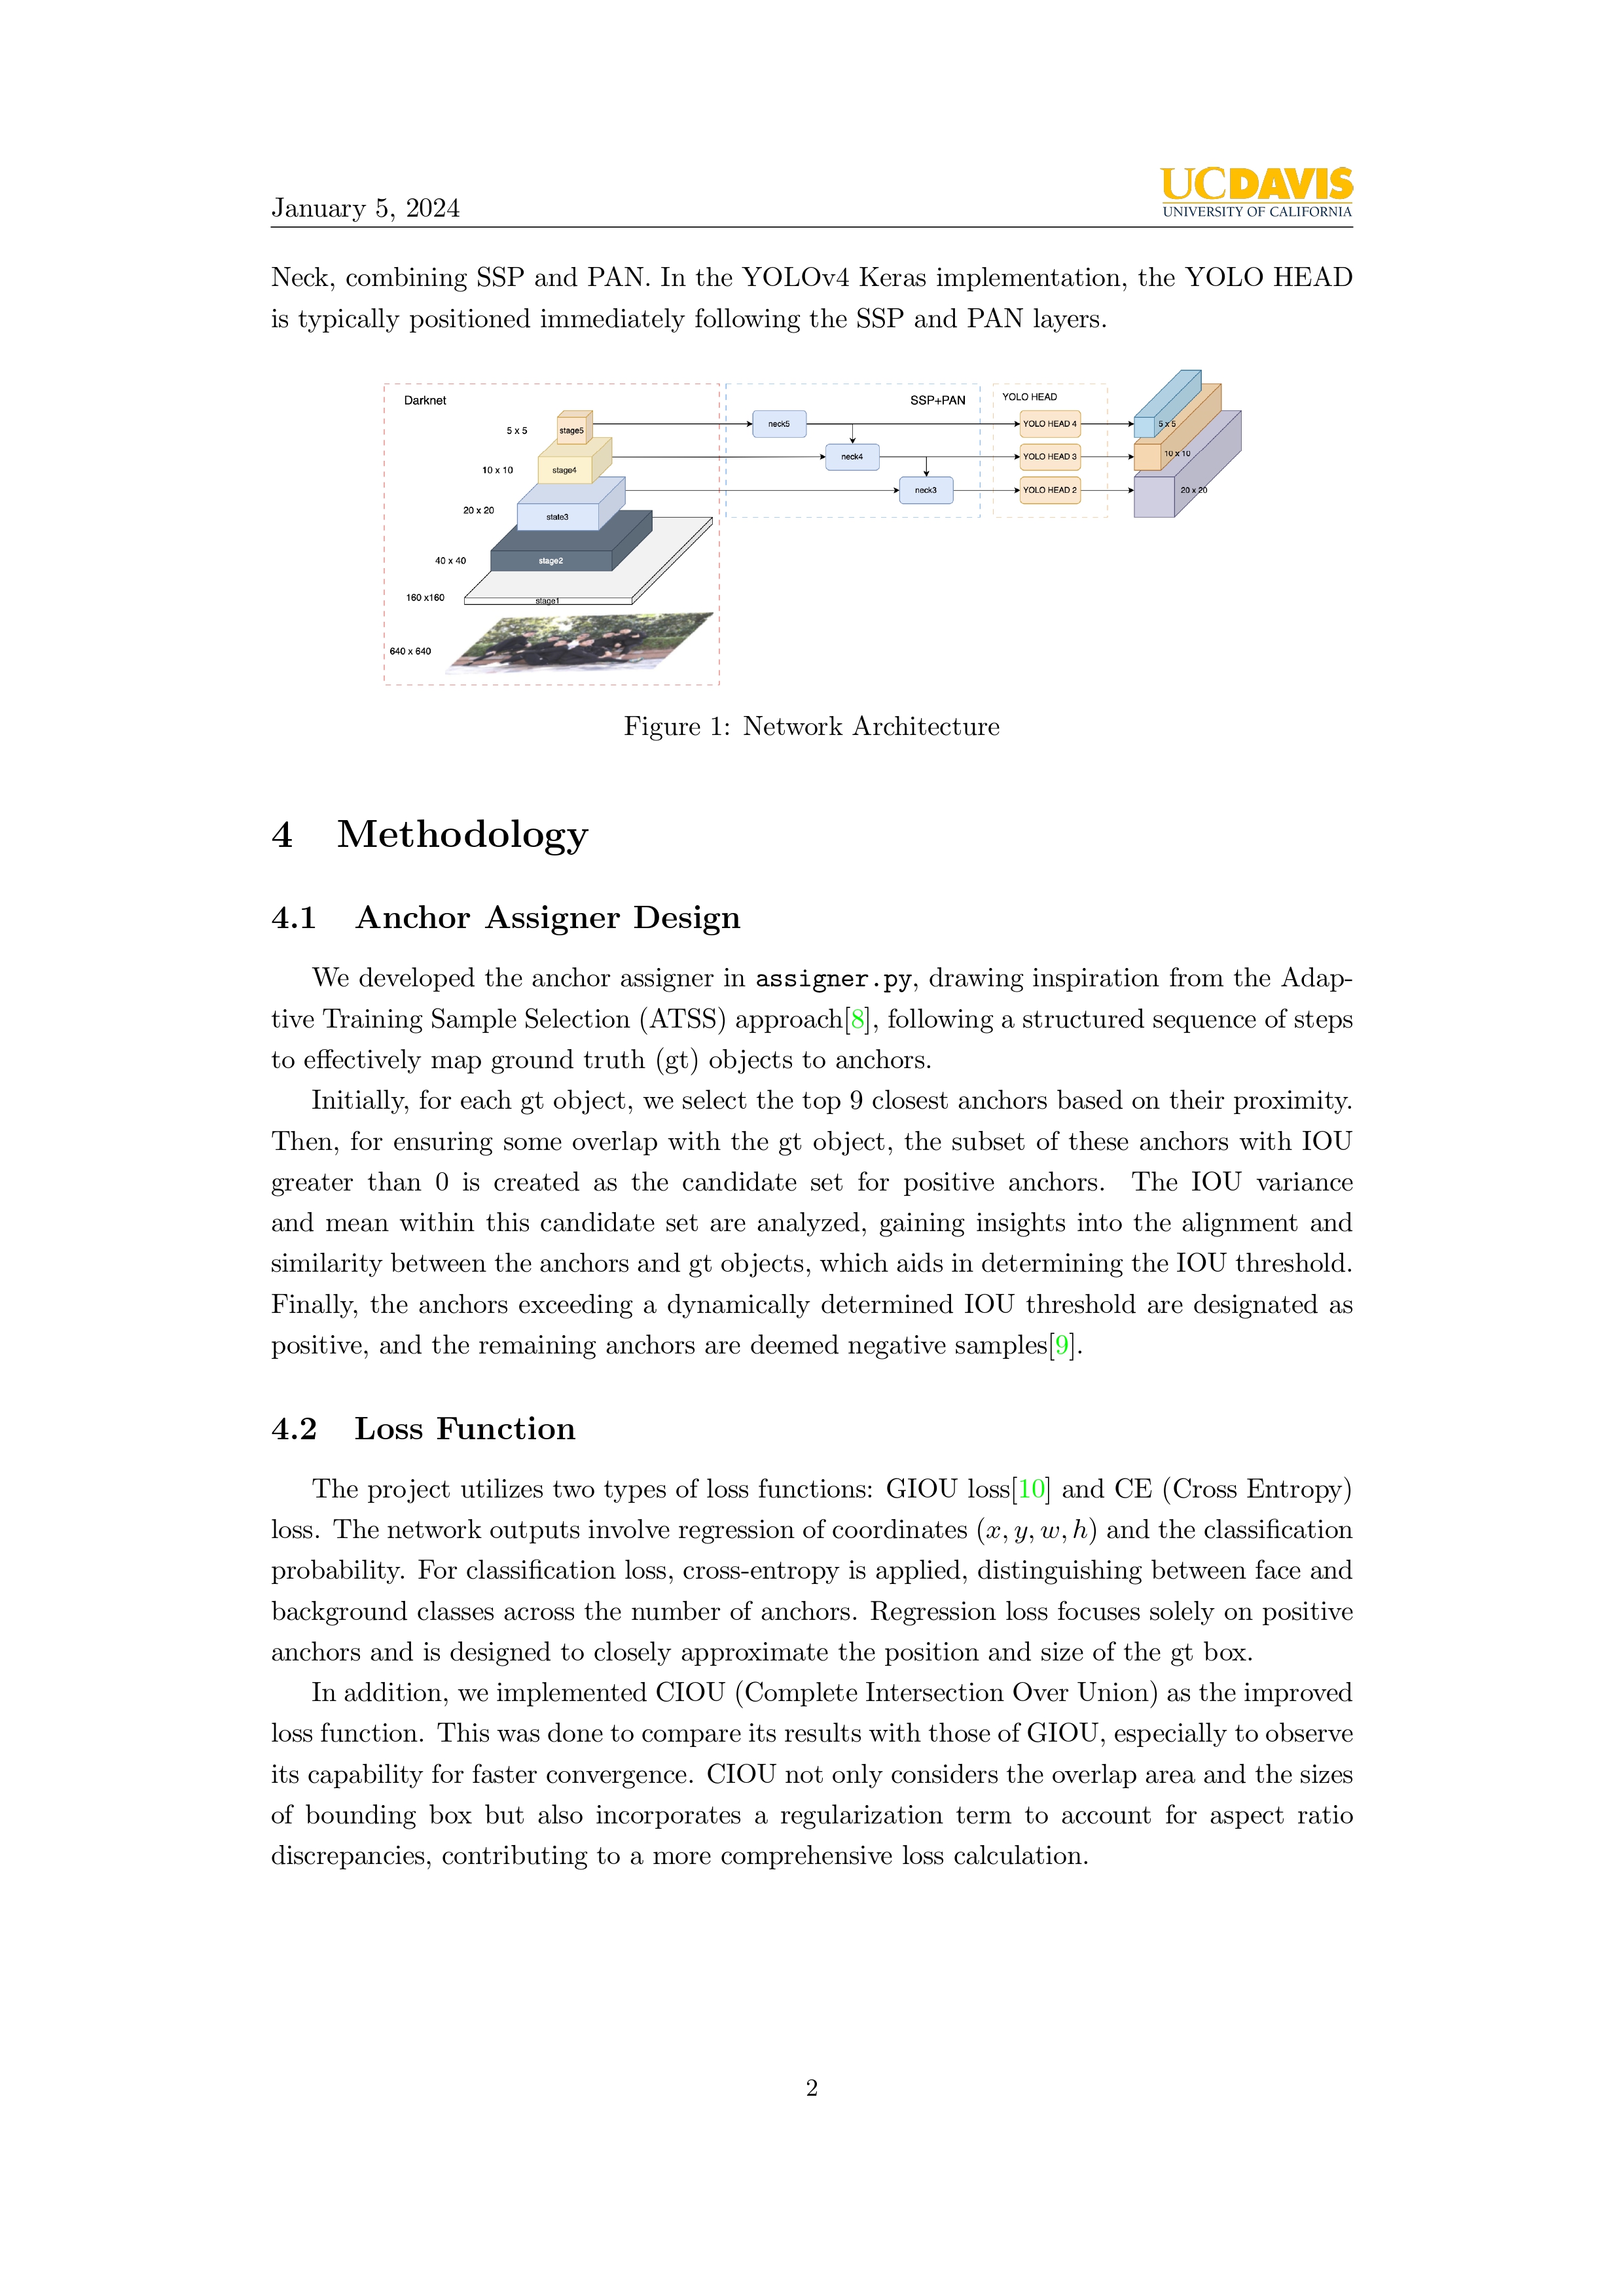 January 5, 2024
UCDAVIS
UNIVERSITY OF CALIFORNIA
Neck, combining SSP and PAN. In the YOLOv4 Keras implementation, the YOLO HEAD
is typically positioned immediately following the SSP and PAN layers.
Darknet
SSP+PAN
YOLO HEAD
5 x 5
stage5
neck5
YOLO HEAD 4
5 x 5
10 x 10
stage4
neck4
YOLO HEAD 3
10 x 10
20 x 20
state3
neck3
YOLO HEAD 2
20 x 20
40 x 40
stage2
160 x160
stage1
640 x 640
Figure 1: Network Architecture
4 Methodology
4.1 Anchor Assigner Design
We developed the anchor assigner in assigner.py, drawing inspiration from the Adap-
tive Training Sample Selection (ATSS) approach[8], following a structured sequence of steps
to effectively map ground truth (gt) objects to anchors.
Initially, for each gt object, we select the top 9 closest anchors based on their proximity.
Then, for ensuring some overlap with the gt object, the subset of these anchors with IOU
greater than 0 is created as the candidate set for positive anchors. The IOU variance
and mean within this candidate set are analyzed, gaining insights into the alignment and
similarity between the anchors and gt objects, which aids in determining the IOU threshold.
Finally, the anchors exceeding a dynamically determined IOU threshold are designated as
positive, and the remaining anchors are deemed negative samples[9].
4.2 Loss Function
The project utilizes two types of loss functions: GIOU loss[10] and CE (Cross Entropy)
loss. The network outputs involve regression of coordinates (x, y, w, h) and the classification
probability. For classification loss, cross-entropy is applied, distinguishing between face and
background classes across the number of anchors. Regression loss focuses solely on positive
anchors and is designed to closely approximate the position and size of the gt box.
In addition, we implemented CIOU (Complete Intersection Over Union) as the improved
loss function. This was done to compare its results with those of GIOU, especially to observe
its capability for faster convergence. CIOU not only considers the overlap area and the sizes
of bounding box but also incorporates a regularization term to account for aspect ratio
discrepancies, contributing to a more comprehensive loss calculation.
2